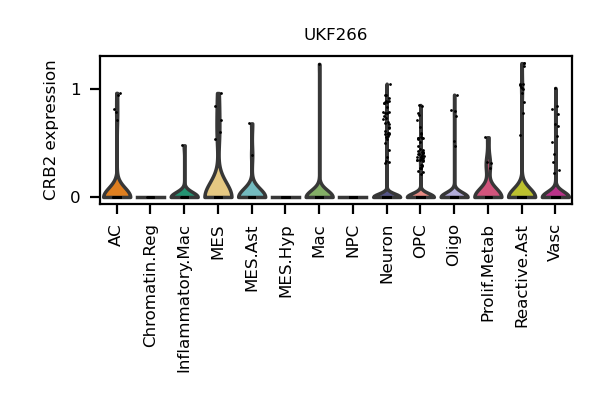 UKF266
CRB2 expression
1
0
AC
Chromatin.Reg
Inflammatory.Mac
MES
MES.Ast
MES.Hyp
Mac
NPC
Neuron
OPC
Oligo
Prolif.Metab
Reactive.Ast
Vasc